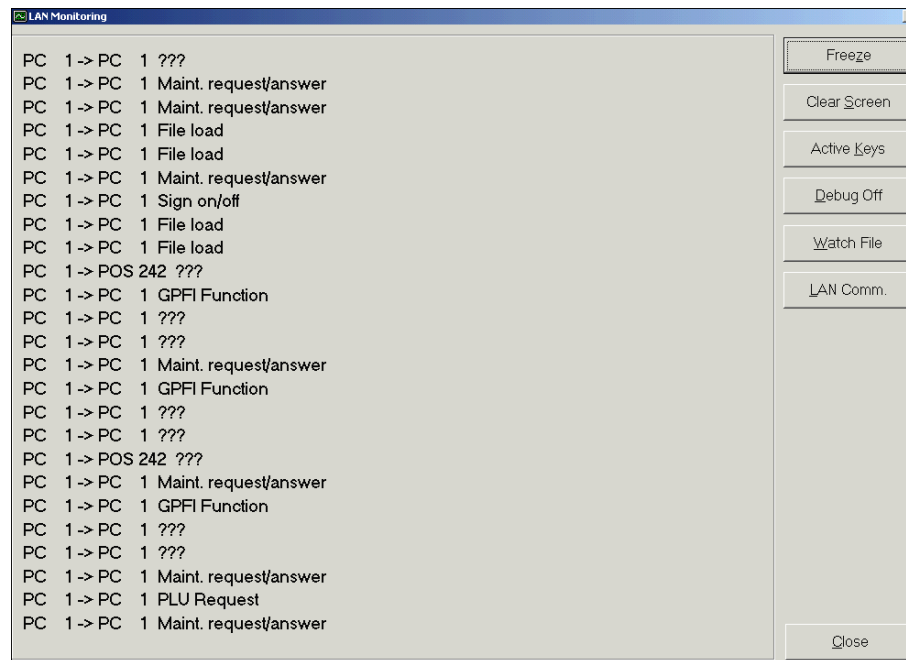 LAN Monitoring
PC 1 -> PC 1 ???
PC 1 -> PC 1 Maint. request/answer
PC 1 -> PC 1 Maint. request/answer
PC 1 -> PC 1 File load
PC 1 -> PC 1 File load
PC 1 -> PC 1 Maint. request/answer
PC 1 -> PC 1 Sign on/off
PC 1 -> PC 1 File load
PC 1 -> PC 1 File load
PC 1 -> POS 242 ???
PC 1 -> PC 1 GPFI Function
PC 1 -> PC 1 ???
PC 1 -> PC 1 ???
PC 1 -> PC 1 Maint. request/answer
PC 1 -> PC 1 GPFI Function
PC 1 -> PC 1 ???
PC 1 -> PC 1 ???
PC 1 -> POS 242 ???
PC 1 -> PC 1 Maint. request/answer
PC 1 -> PC 1 GPFI Function
PC 1 -> PC 1 ???
PC 1 -> PC 1 ???
PC 1 -> PC 1 Maint. request/answer
PC 1 -> PC 1 PLU Request
PC 1 -> PC 1 Maint. request/answer
Freeze
Clear Screen
Active Keys
Debug Off
Watch File
LAN Comm.
Close